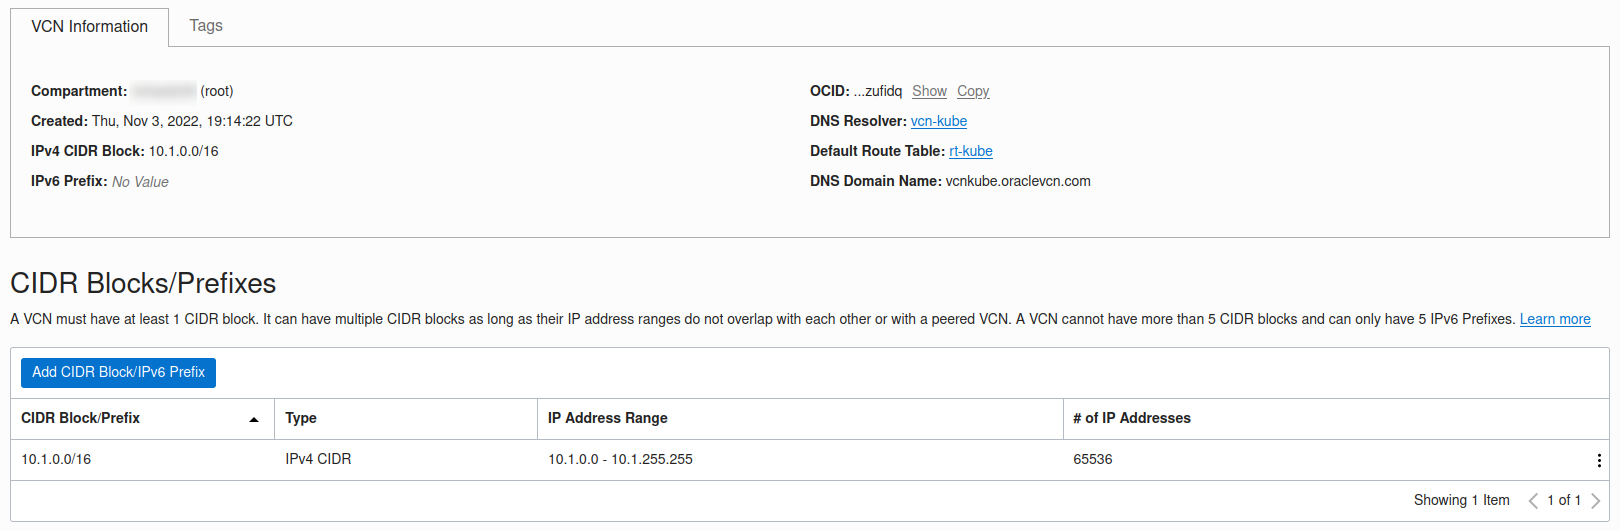 VCN Information Tags
Compartment: (root)
Created: Thu, Nov 3, 2022, 19:14:22 UTC
IPv4 CIDR Block: 10.1.0.0/16
IPv6 Prefix: No Value
OCID: ...zufidq Show Copy
DNS Resolver: vcn-kube
Default Route Table: rt-kube
DNS Domain Name: vcnkube.oraclevcn.com
CIDR Blocks/Prefixes
A VCN must have at least 1 CIDR block. It can have multiple CIDR blocks as long as their IP address ranges do not overlap with each other or with a peered VCN. A VCN cannot have more than 5 CIDR blocks and can only have 5 IPv6 Prefixes. Learn more
Add CIDR Block/IPv6 Prefix
CIDR Block/Prefix Type IP Address Range # of IP Addresses
10.1.0.0/16 IPv4 CIDR 10.1.0.0 - 10.1.255.255 65536
Showing 1 Item 1 of 1